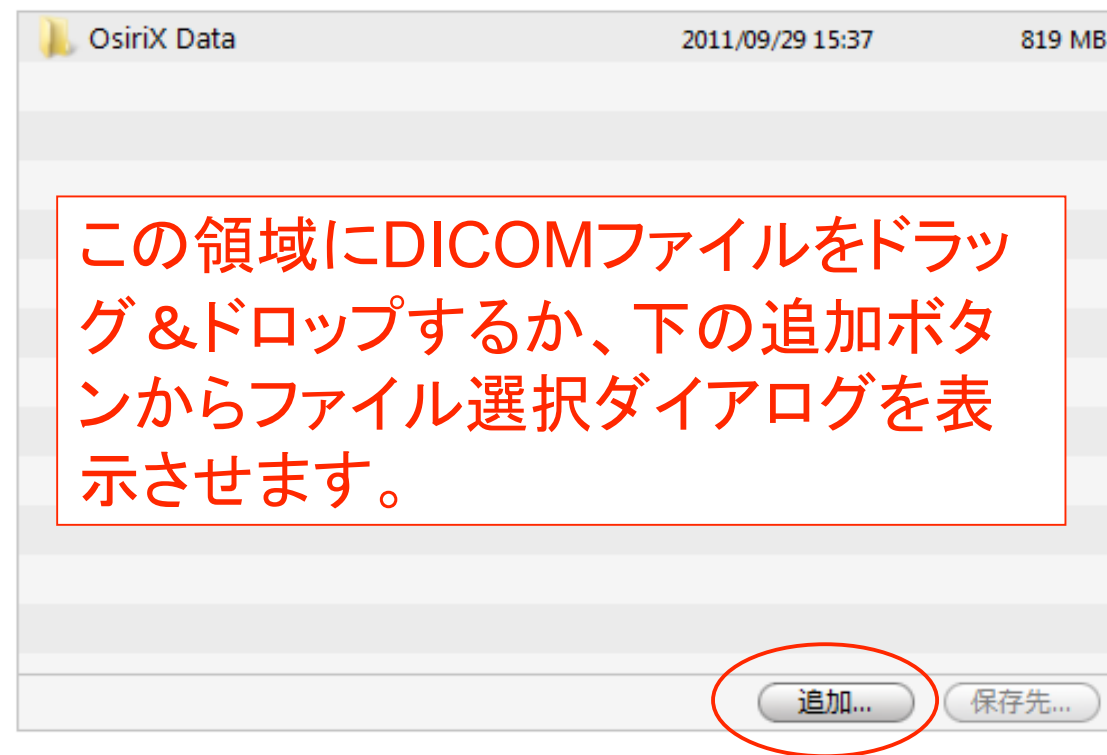 OsiriX Data 2011/09/29 15:37 819 MB
この領域にDICOMファイルをドラッ
グ&ドロップするか、下の追加ボタ
ンからファイル選択ダイアログを表
示させます。
追加... 保存先...